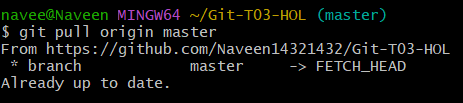 navee@Naveen MINGW64 ~/Git-T03-HOL (master)
$ git pull origin master
From https://github.com/Naveen14321432/Git-T03-HOL
 * branch            master     -> FETCH_HEAD
Already up to date.